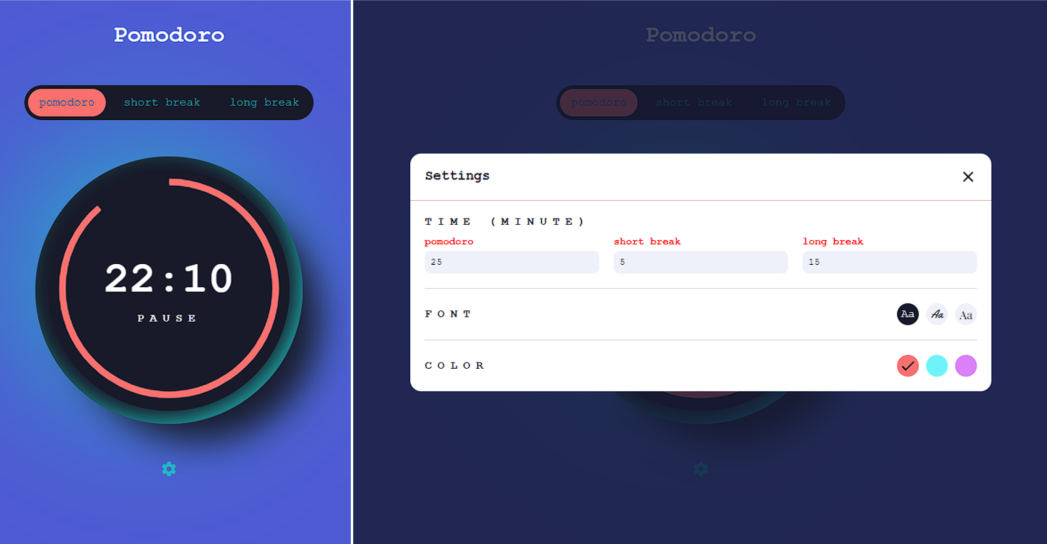 Pomodoro
pomodoro short break long break
22:10
PAUSE
Pomodoro
pomodoro short break long break
Settings
TIME (MINUTE)
pomodoro short break long break
25 5 15
FONT Aa Aa Aa
COLOR